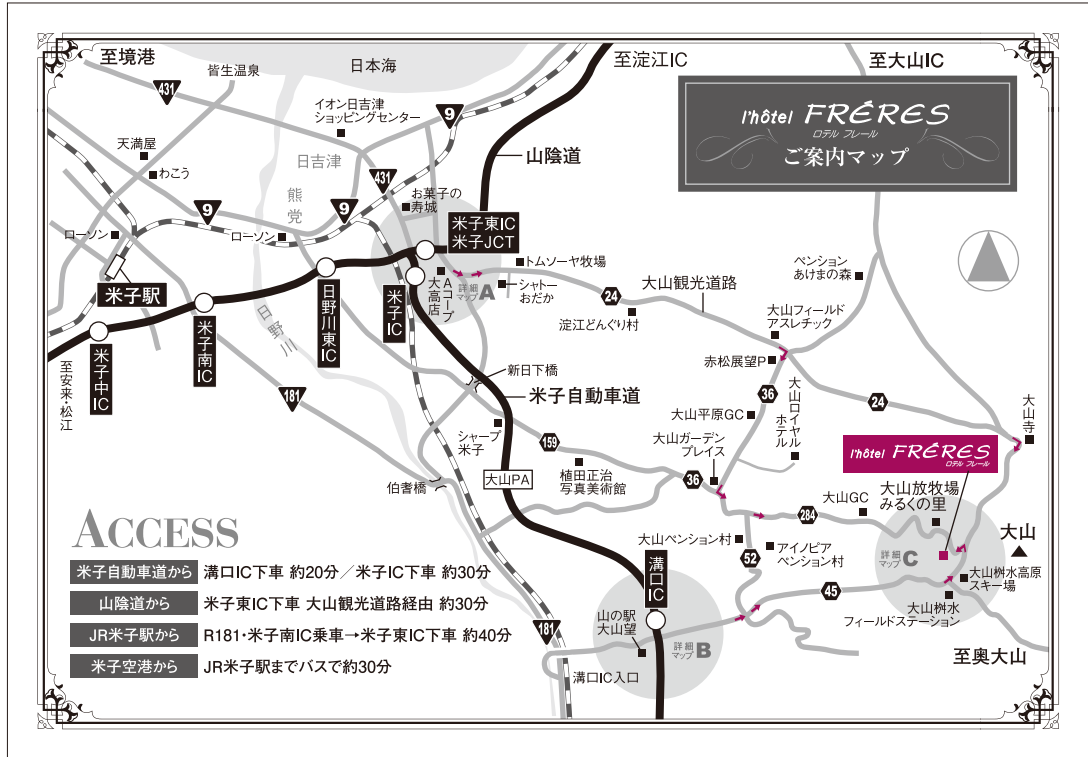 至境港
皆生温泉
日本海
至淀江IC
至大山IC
431
イオン日吉津
ショッピングセンター
9
l'hôtel FRÉRES
ロテル フレール
ご案内マップ
天満屋
わこう
日吉津
山陰道
431
熊党
お菓子の
寿城
9
9
ローソン
ローソン
米子東IC
米子JCT
トムソーヤ牧場
ペンション
あけまの森
米子駅
Aコープ
大高店
詳細
マップA
シャトー
おだか
大山観光道路
24
淀江どんぐり村
大山フィールド
アスレチック
日野川東IC
米子IC
米子南IC
米子中IC
日野川
至安来・松江
赤松展望P
新日下橋
米子自動車道
181
36
24
大山平原GC
大山ロイヤル
ホテル
大山寺
シャープ
米子
159
大山ガーデン
プレイス
l'hôtel FRÉRES
ロテル フレール
植田正治
写真美術館
36
大山PA
伯耆橋
大山GC
大山放牧場
みるくの里
284
大山
大山ペンション村
アイノピア
ペンション村
52
詳細
マップC
大山桝水高原
スキー場
溝口IC
45
大山桝水
フィールドステーション
山の駅
大山望
詳細
マップB
181
溝口IC入口
至奥大山
ACCESS
米子自動車道から 溝口IC下車 約20分／米子IC下車 約30分
山陰道から 米子東IC下車 大山観光道路経由 約30分
JR米子駅から R181・米子南IC乗車→米子東IC下車 約40分
米子空港から JR米子駅までバスで約30分